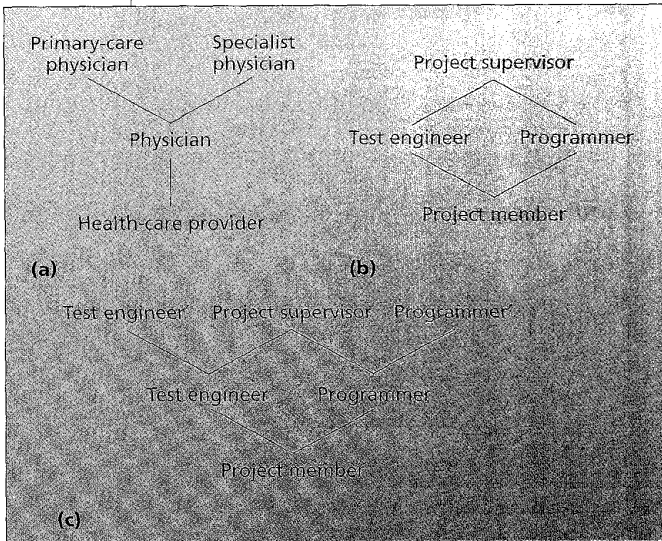 Primary-care
physician
Specialist
physician
Physician
Health-care provider
(a)
Project supervisor
Test engineer Programmer
Project member
(b)
Test engineer' Project supervisor Programmer'
Test engineer Programmer
Project member
(c)